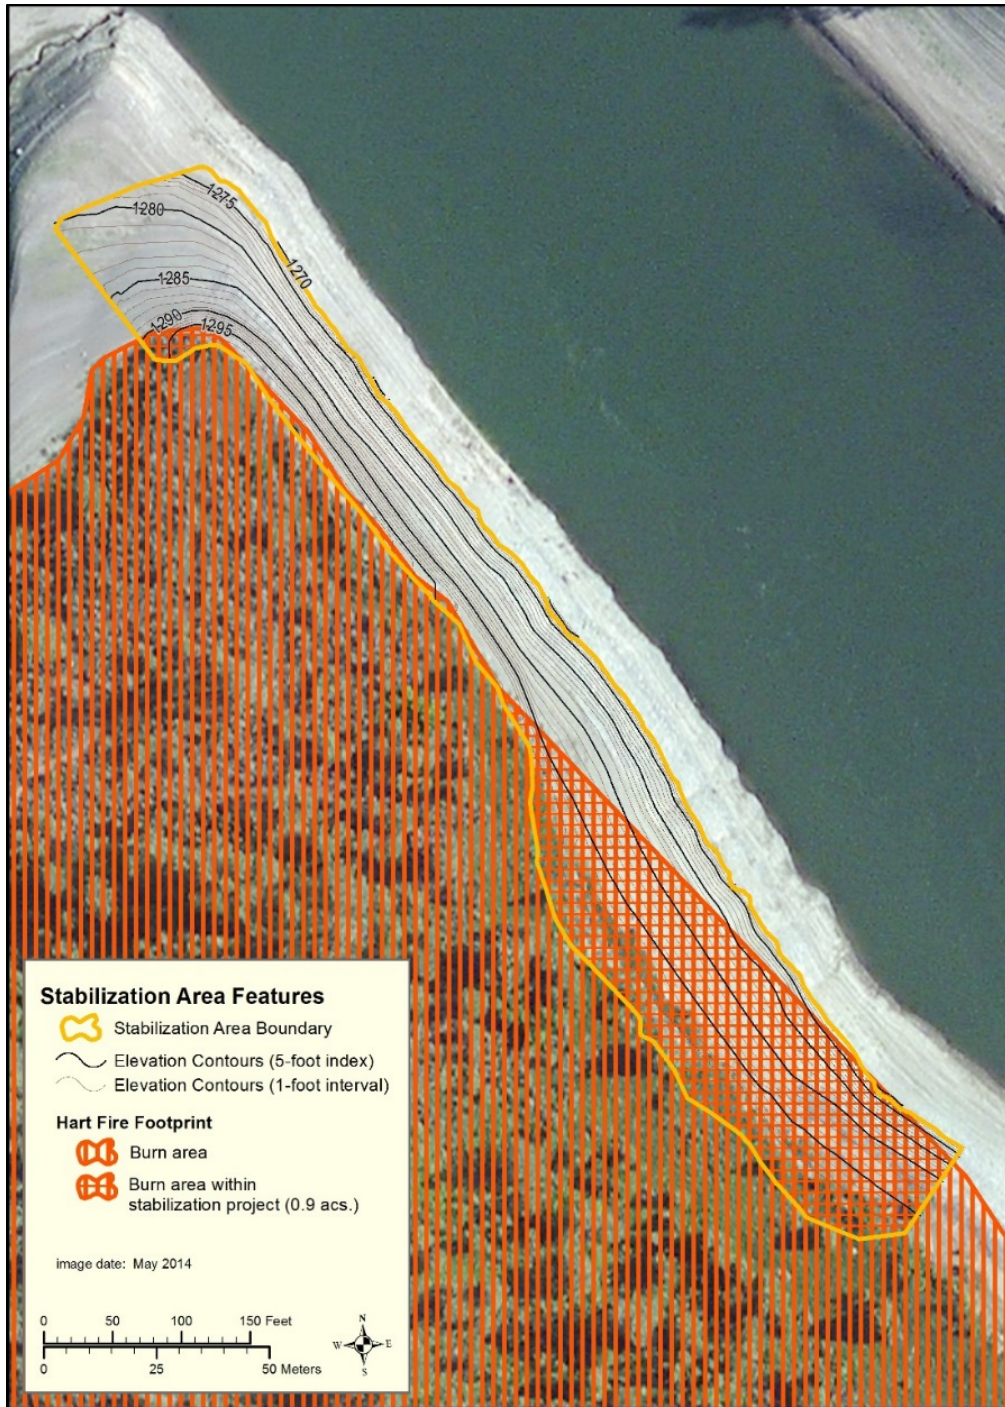 1275
1280
1270
1285
1290
1295
Stabilization Area Features
Stabilization Area Boundary
Elevation Contours (5-foot index)
Elevation Contours (1-foot interval)
Hart Fire Footprint
Burn area
Burn area within
stabilization project (0.9 acs.)
image date: May 2014
0 50 100 150 Feet
0 25 50 Meters
N
W E
S